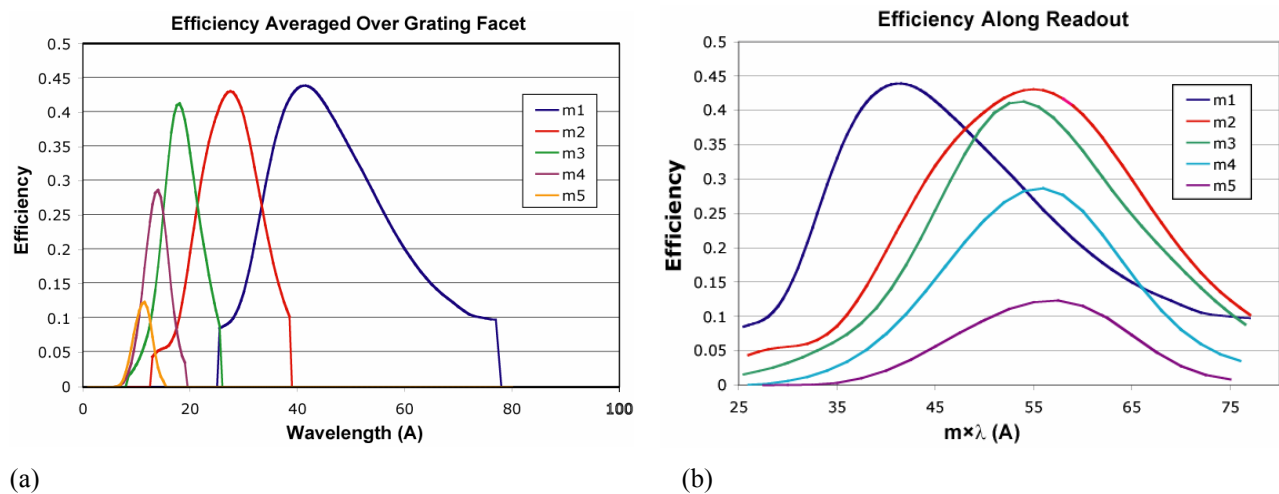 Efficiency Averaged Over Grating Facet
0.5
0.45
0.4
0.35
0.3
0.25
0.2
0.15
0.1
0.05
0
Efficiency
0 20 40 60 80 100
Wavelength (A)
m1
m2
m3
m4
m5
(a)
Efficiency Along Readout
0.5
0.45
0.4
0.35
0.3
0.25
0.2
0.15
0.1
0.05
0
Efficiency
25 35 45 55 65 75
m×λ (A)
m1
m2
m3
m4
m5
(b)